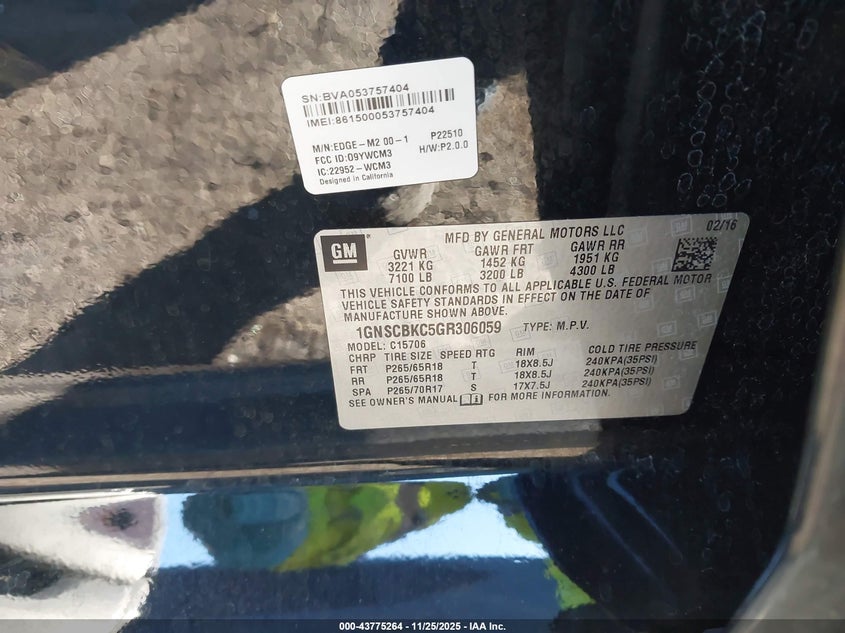 SN:BVA053757404
IMEI:861500053757404
M/N:EDGE-M2 00-1 P22510
FCC ID:O9YWCM3 H/W:P2.0.0
IC:22952-WCM3
Designed in California
GM
MFD BY GENERAL MOTORS LLC 02/16
GVWR GAWR FRT GAWR RR
3221 KG 1452 KG 1951 KG
7100 LB 3200 LB 4300 LB
THIS VEHICLE CONFORMS TO ALL APPLICABLE U.S. FEDERAL MOTOR
VEHICLE SAFETY STANDARDS IN EFFECT ON THE DATE OF
MANUFACTURE SHOWN ABOVE.
1GNSCBKC5GR306059 TYPE: M.P.V.
MODEL: C15706
CHRP TIRE SIZE SPEED RTG RIM COLD TIRE PRESSURE
FRT P265/65R18 T 18X8.5J 240KPA(35PSI)
RR P265/65R18 T 18X8.5J 240KPA(35PSI)
SPA P265/70R17 S 17X7.5J 240KPA(35PSI)
SEE OWNER'S MANUAL FOR MORE INFORMATION.
000-43775264 - 11/25/2025 - IAA Inc.